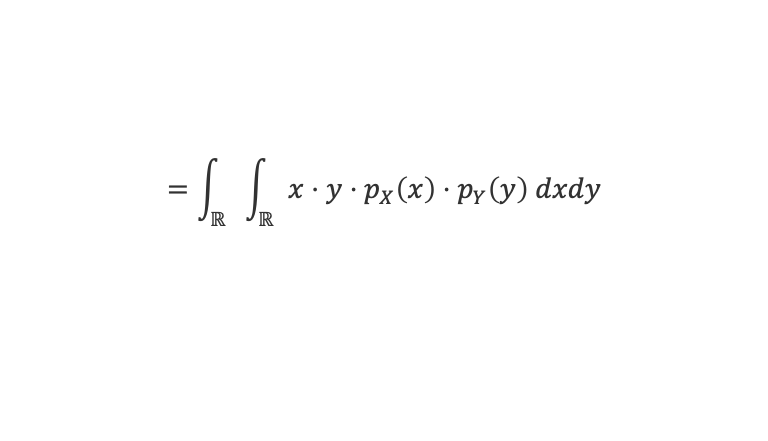 = ∫_ℝ ∫_ℝ x · y · p_X(x) · p_Y(y) dxdy